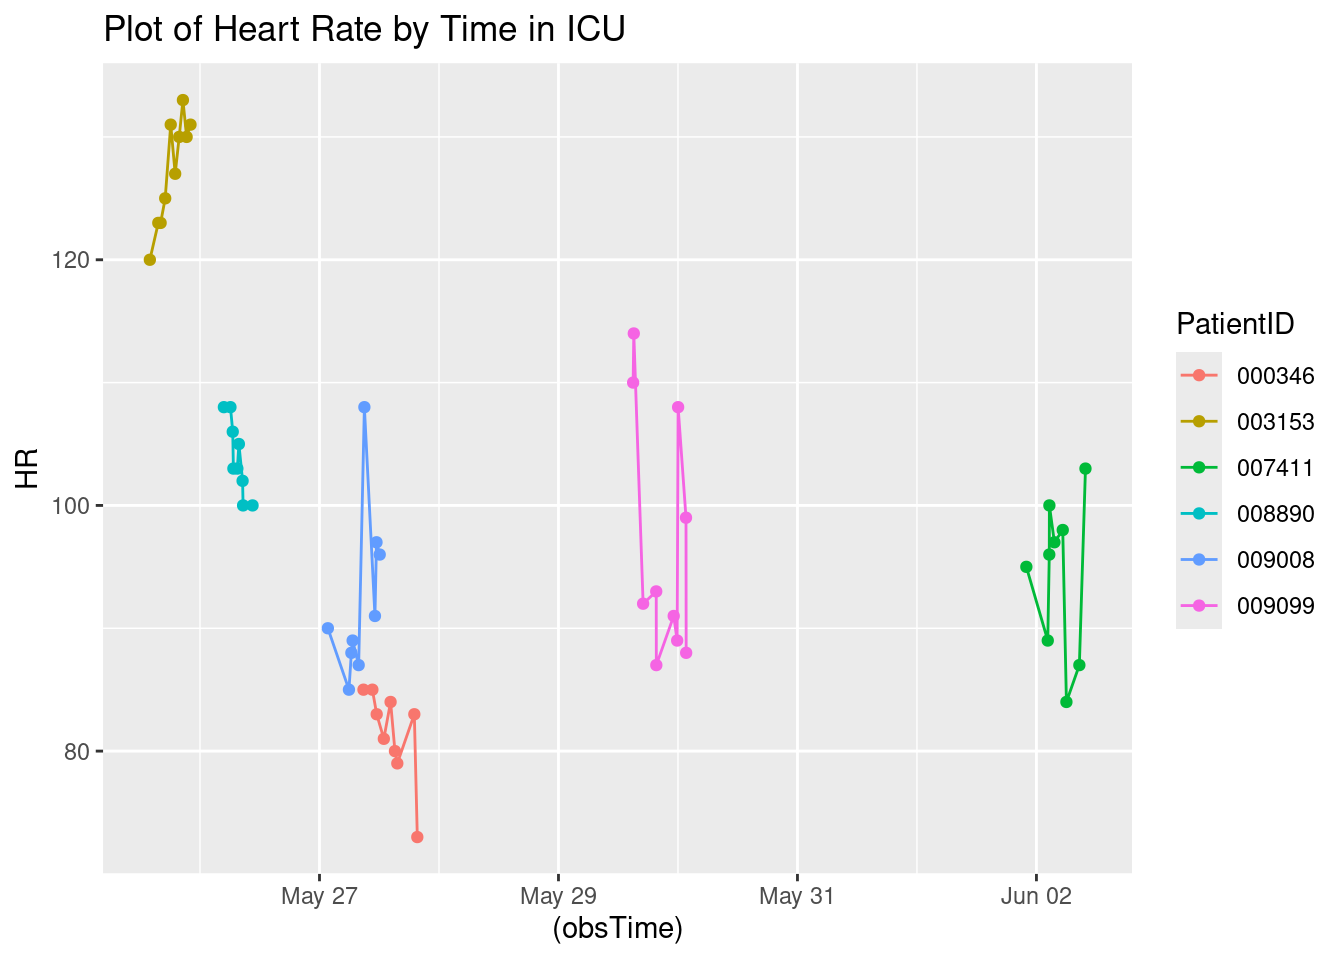 Plot of Heart Rate by Time in ICU
HR
120
100
80
May 27
May 29
May 31
Jun 02
(obsTime)
PatientID
000346
003153
007411
008890
009008
009099